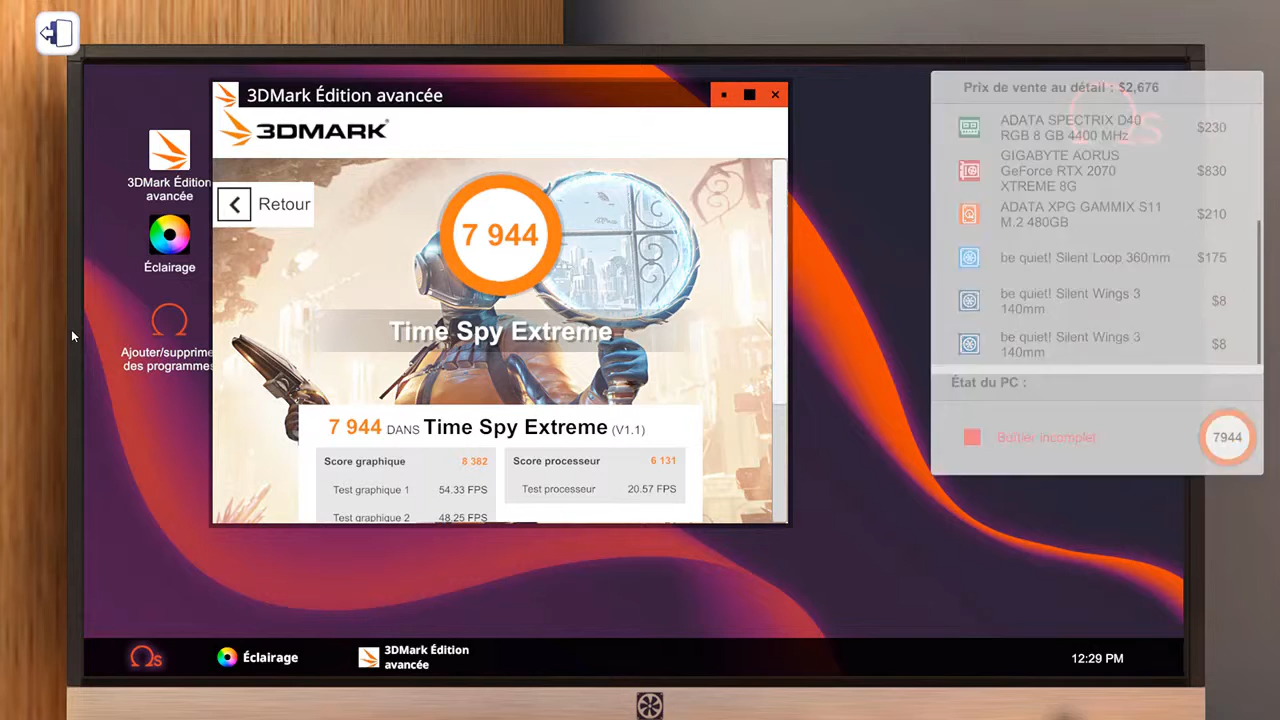 3DMark Édition avancée
3DMARK
Retour
7 944
Time Spy Extreme
7 944 DANS Time Spy Extreme (V1.1)
Score graphique 8 382
Test graphique 1 54.33 FPS
Test graphique 2 48.25 FPS
Score processeur 6 131
Test processeur 20.57 FPS
3DMark Édition
avancée
Éclairage
Ajouter/supprime
des programmes
Prix de vente au détail : $2,676
ADATA SPECTRIX D40
RGB 8 GB 4400 MHz
$230
GIGABYTE AORUS
GeForce RTX 2070
XTREME 8G
$830
ADATA XPG GAMMIX S11
M.2 480GB
$210
be quiet! Silent Loop 360mm $175
be quiet! Silent Wings 3
140mm
$8
be quiet! Silent Wings 3
140mm
$8
État du PC :
Boîtier incomplet
7944
Ωs
Éclairage
3DMark Édition
avancée
12:29 PM